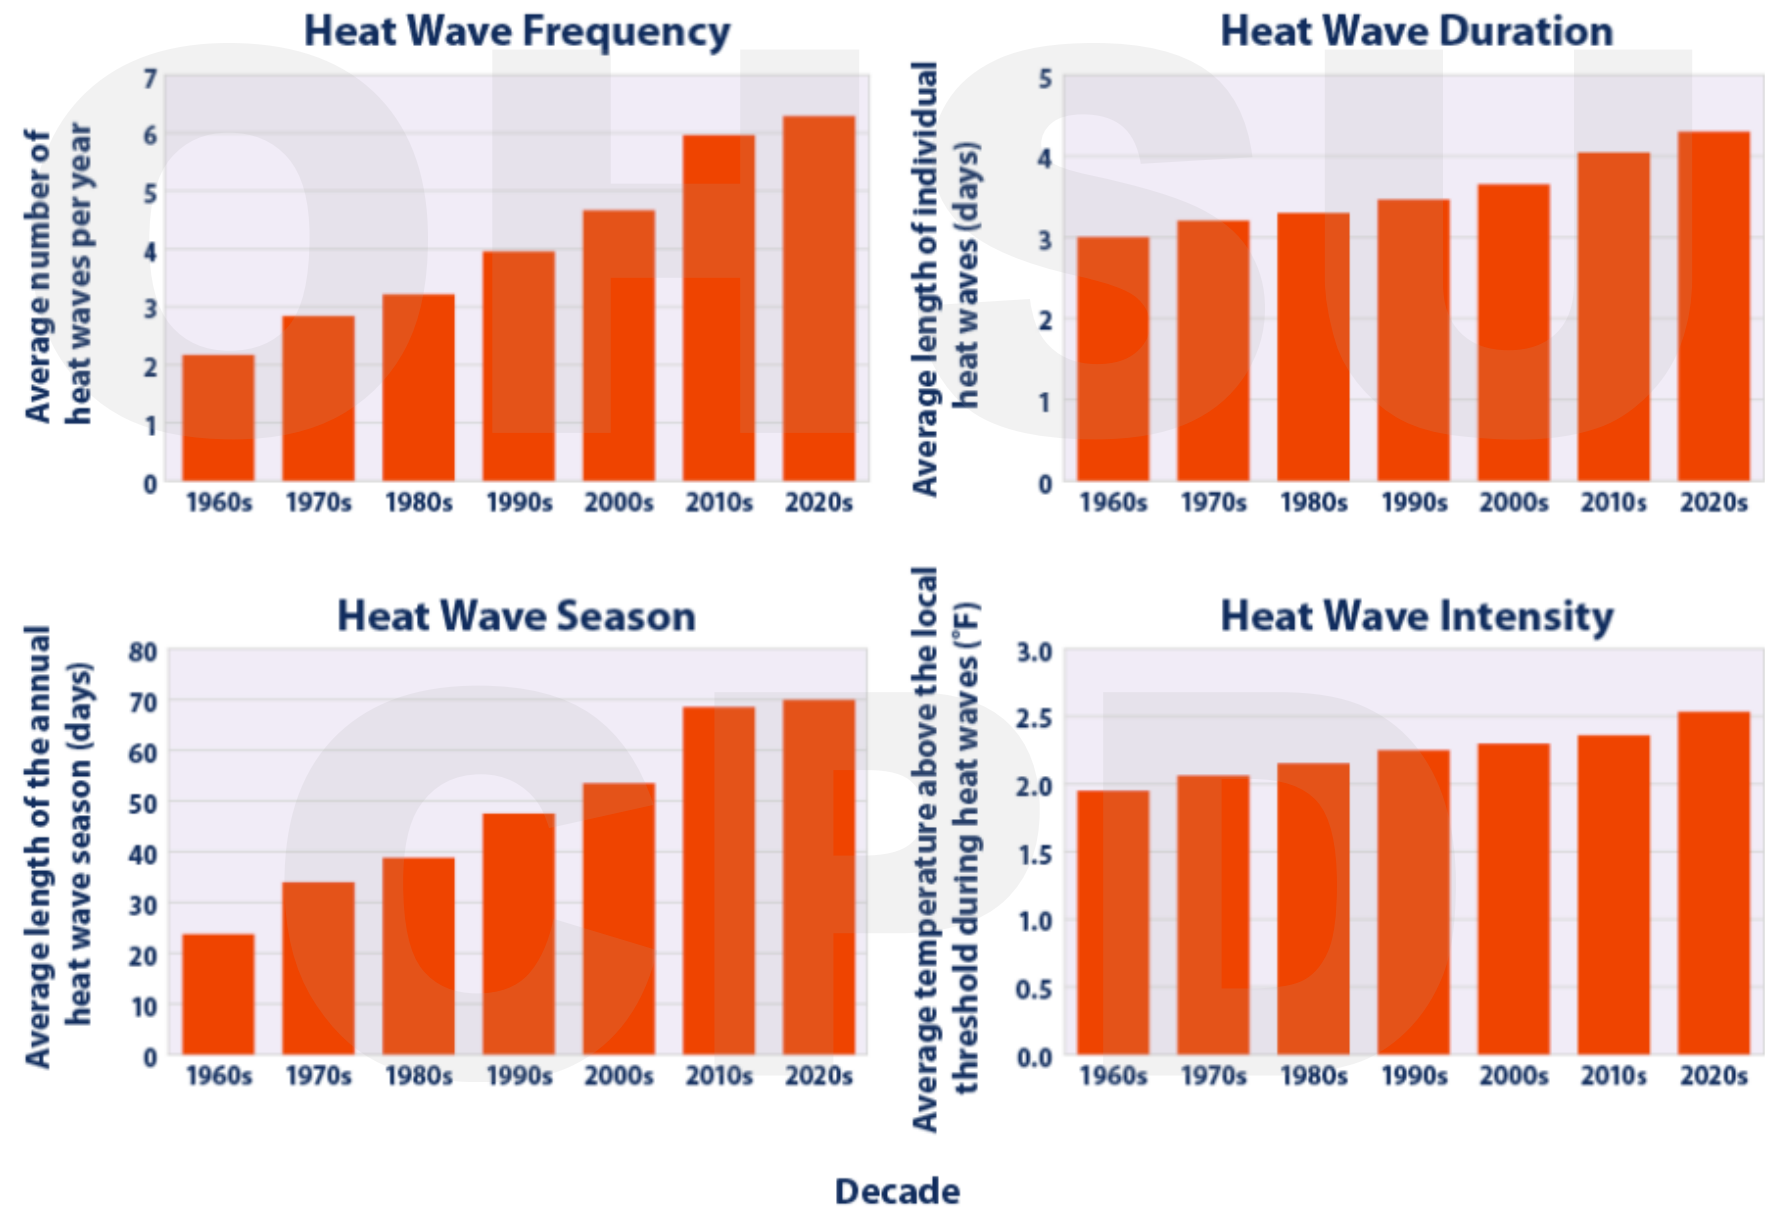 Heat Wave Frequency
Average number of
heat waves per year
7
6
5
4
3
2
1
0
1960s 1970s 1980s 1990s 2000s 2010s 2020s
Heat Wave Duration
Average length of individual
heat waves (days)
5
4
3
2
1
0
1960s 1970s 1980s 1990s 2000s 2010s 2020s
Heat Wave Season
Average length of the annual
heat wave season (days)
80
70
60
50
40
30
20
10
0
1960s 1970s 1980s 1990s 2000s 2010s 2020s
Heat Wave Intensity
Average temperature above the local
threshold during heat waves (°F)
3.0
2.5
2.0
1.5
1.0
0.5
0.0
1960s 1970s 1980s 1990s 2000s 2010s 2020s
Decade
OHSU
CPD